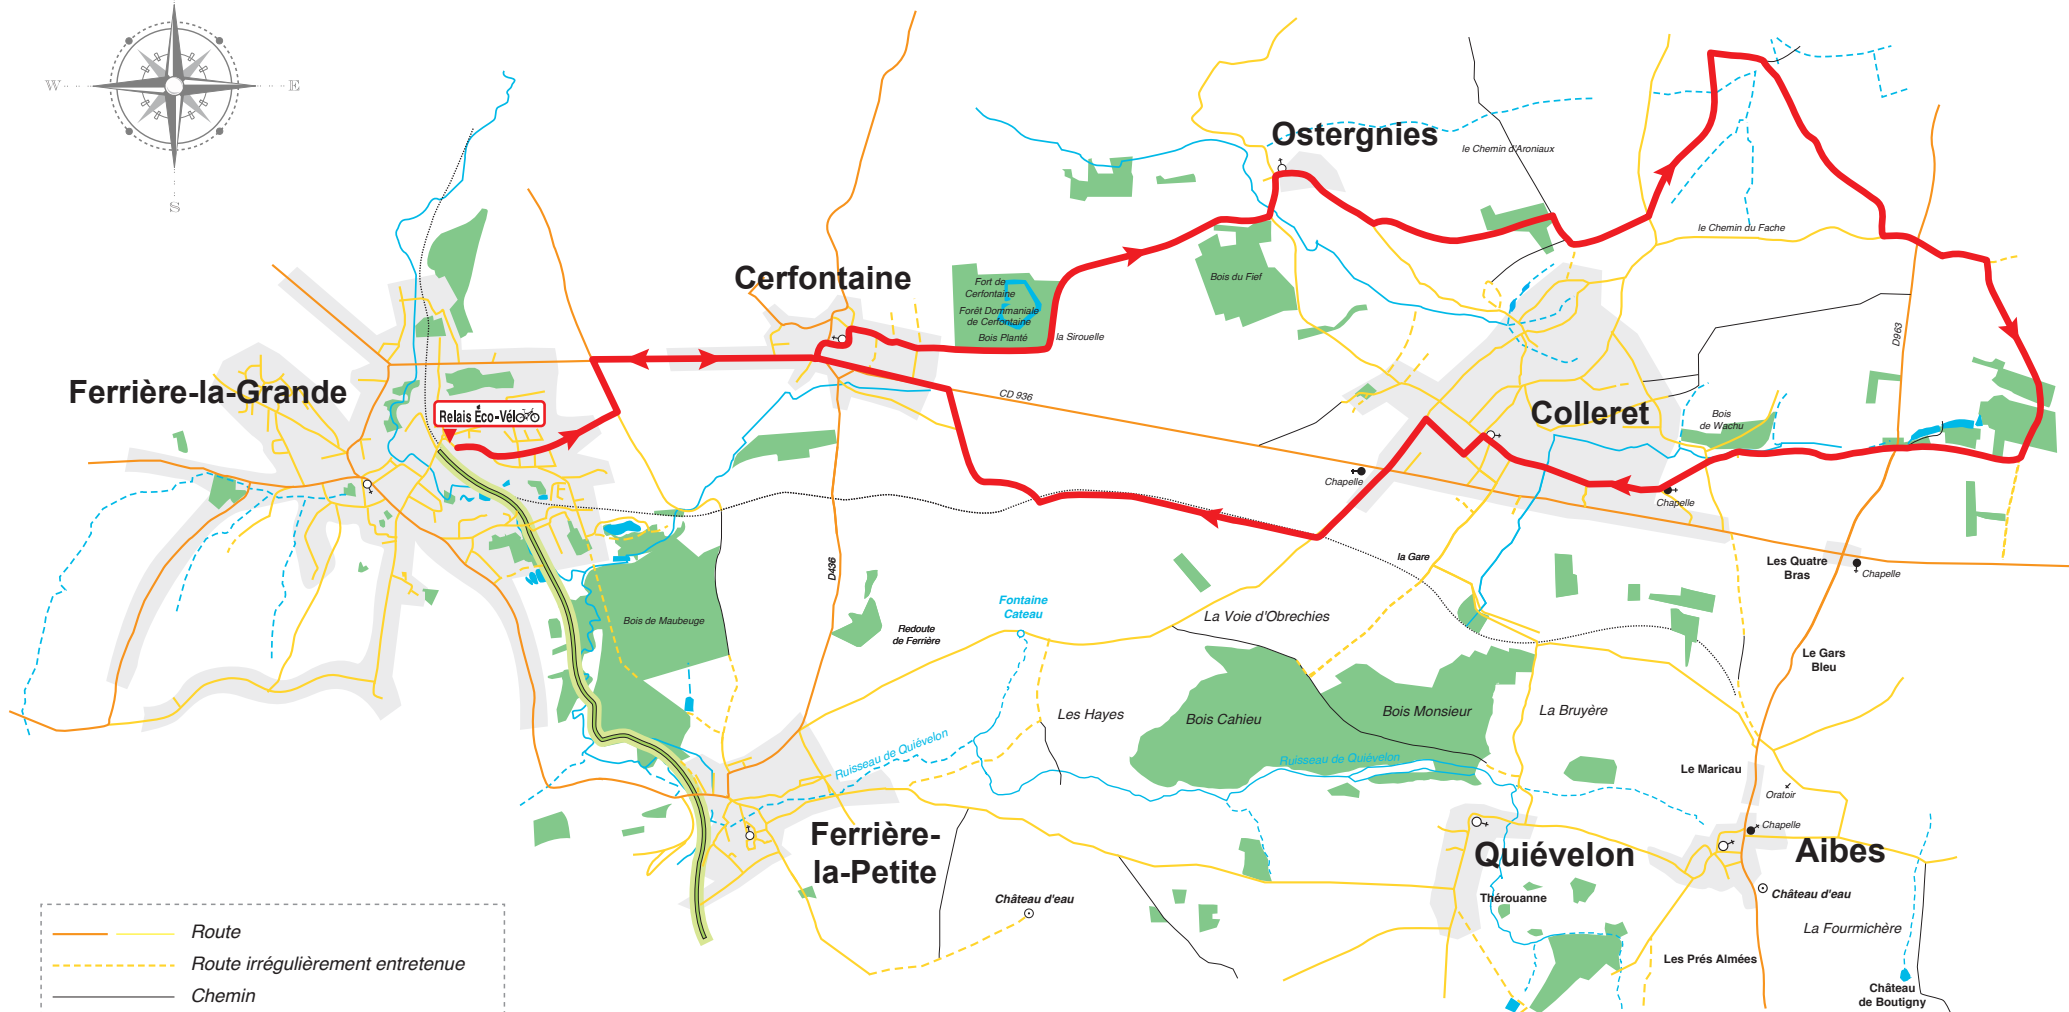 W
E
S
Ostergnies
le Chemin d'Aroniaux
le Chemin du Fache
Cerfontaine
Fort de
Cerfontaine
Forêt Dommaniale
de Cerfontaine
Bois Planté
la Sirouelle
Bois du Fief
D963
Ferrière-la-Grande
Relais Éco-Vélo
CD 936
Colleret
Bois
de Wachu
Chapelle
Chapelle
la Gare
Les Quatre
Bras
Chapelle
D436
Bois de Maubeuge
Redoute
de Ferrière
Fontaine
Cateau
La Voie d'Obrechies
Le Gars
Bleu
Les Hayes
Bois Cahieu
Bois Monsieur
La Bruyère
Ruisseau de Quiévelon
Ruisseau de Quiévelon
Le Maricau
Oratoir
Chapelle
Ferrière-
la-Petite
Quiévelon
Aibes
Château d'eau
Thérouanne
Château d'eau
La Fourmichère
Les Prés Almées
Château
de Boutigny
Route
Route irrégulièrement entretenue
Chemin